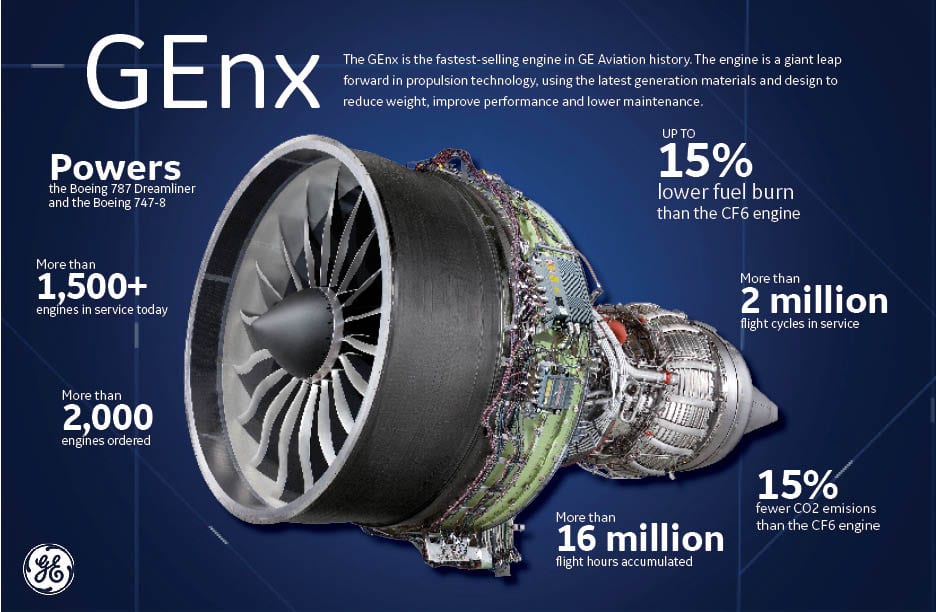 GEnx
The GEnx is the fastest-selling engine in GE Aviation history. The engine is a giant leap
forward in propulsion technology, using the latest generation materials and design to
reduce weight, improve performance and lower maintenance.
Powers
the Boeing 787 Dreamliner
and the Boeing 747-8
UP TO
15%
lower fuel burn
than the CF6 engine
More than
1,500+
engines in service today
More than
2 million
flight cycles in service
More than
2,000
engines ordered
15%
fewer CO2 emisions
than the CF6 engine
More than
16 million
flight hours accumulated
GE